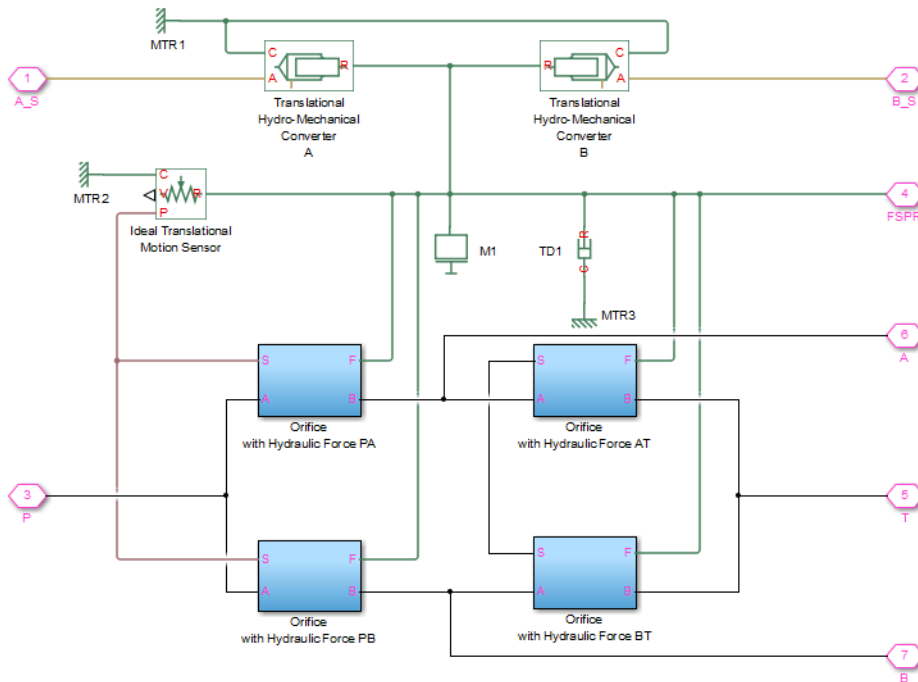 MTR1
C
A
R
Translational
Hydro-Mechanical
Converter
A
R
C
A
Translational
Hydro-Mechanical
Converter
B
1
A_S
2
B_S
MTR2
C
V
P
R
Ideal Translational
Motion Sensor
4
FSPR
M1
TD1
R
C
MTR3
6
A
S
A
F
B
Orifice
with Hydraulic Force PA
S
A
F
B
Orifice
with Hydraulic Force AT
3
P
5
T
S
A
F
B
Orifice
with Hydraulic Force PB
S
A
F
B
Orifice
with Hydraulic Force BT
7
B